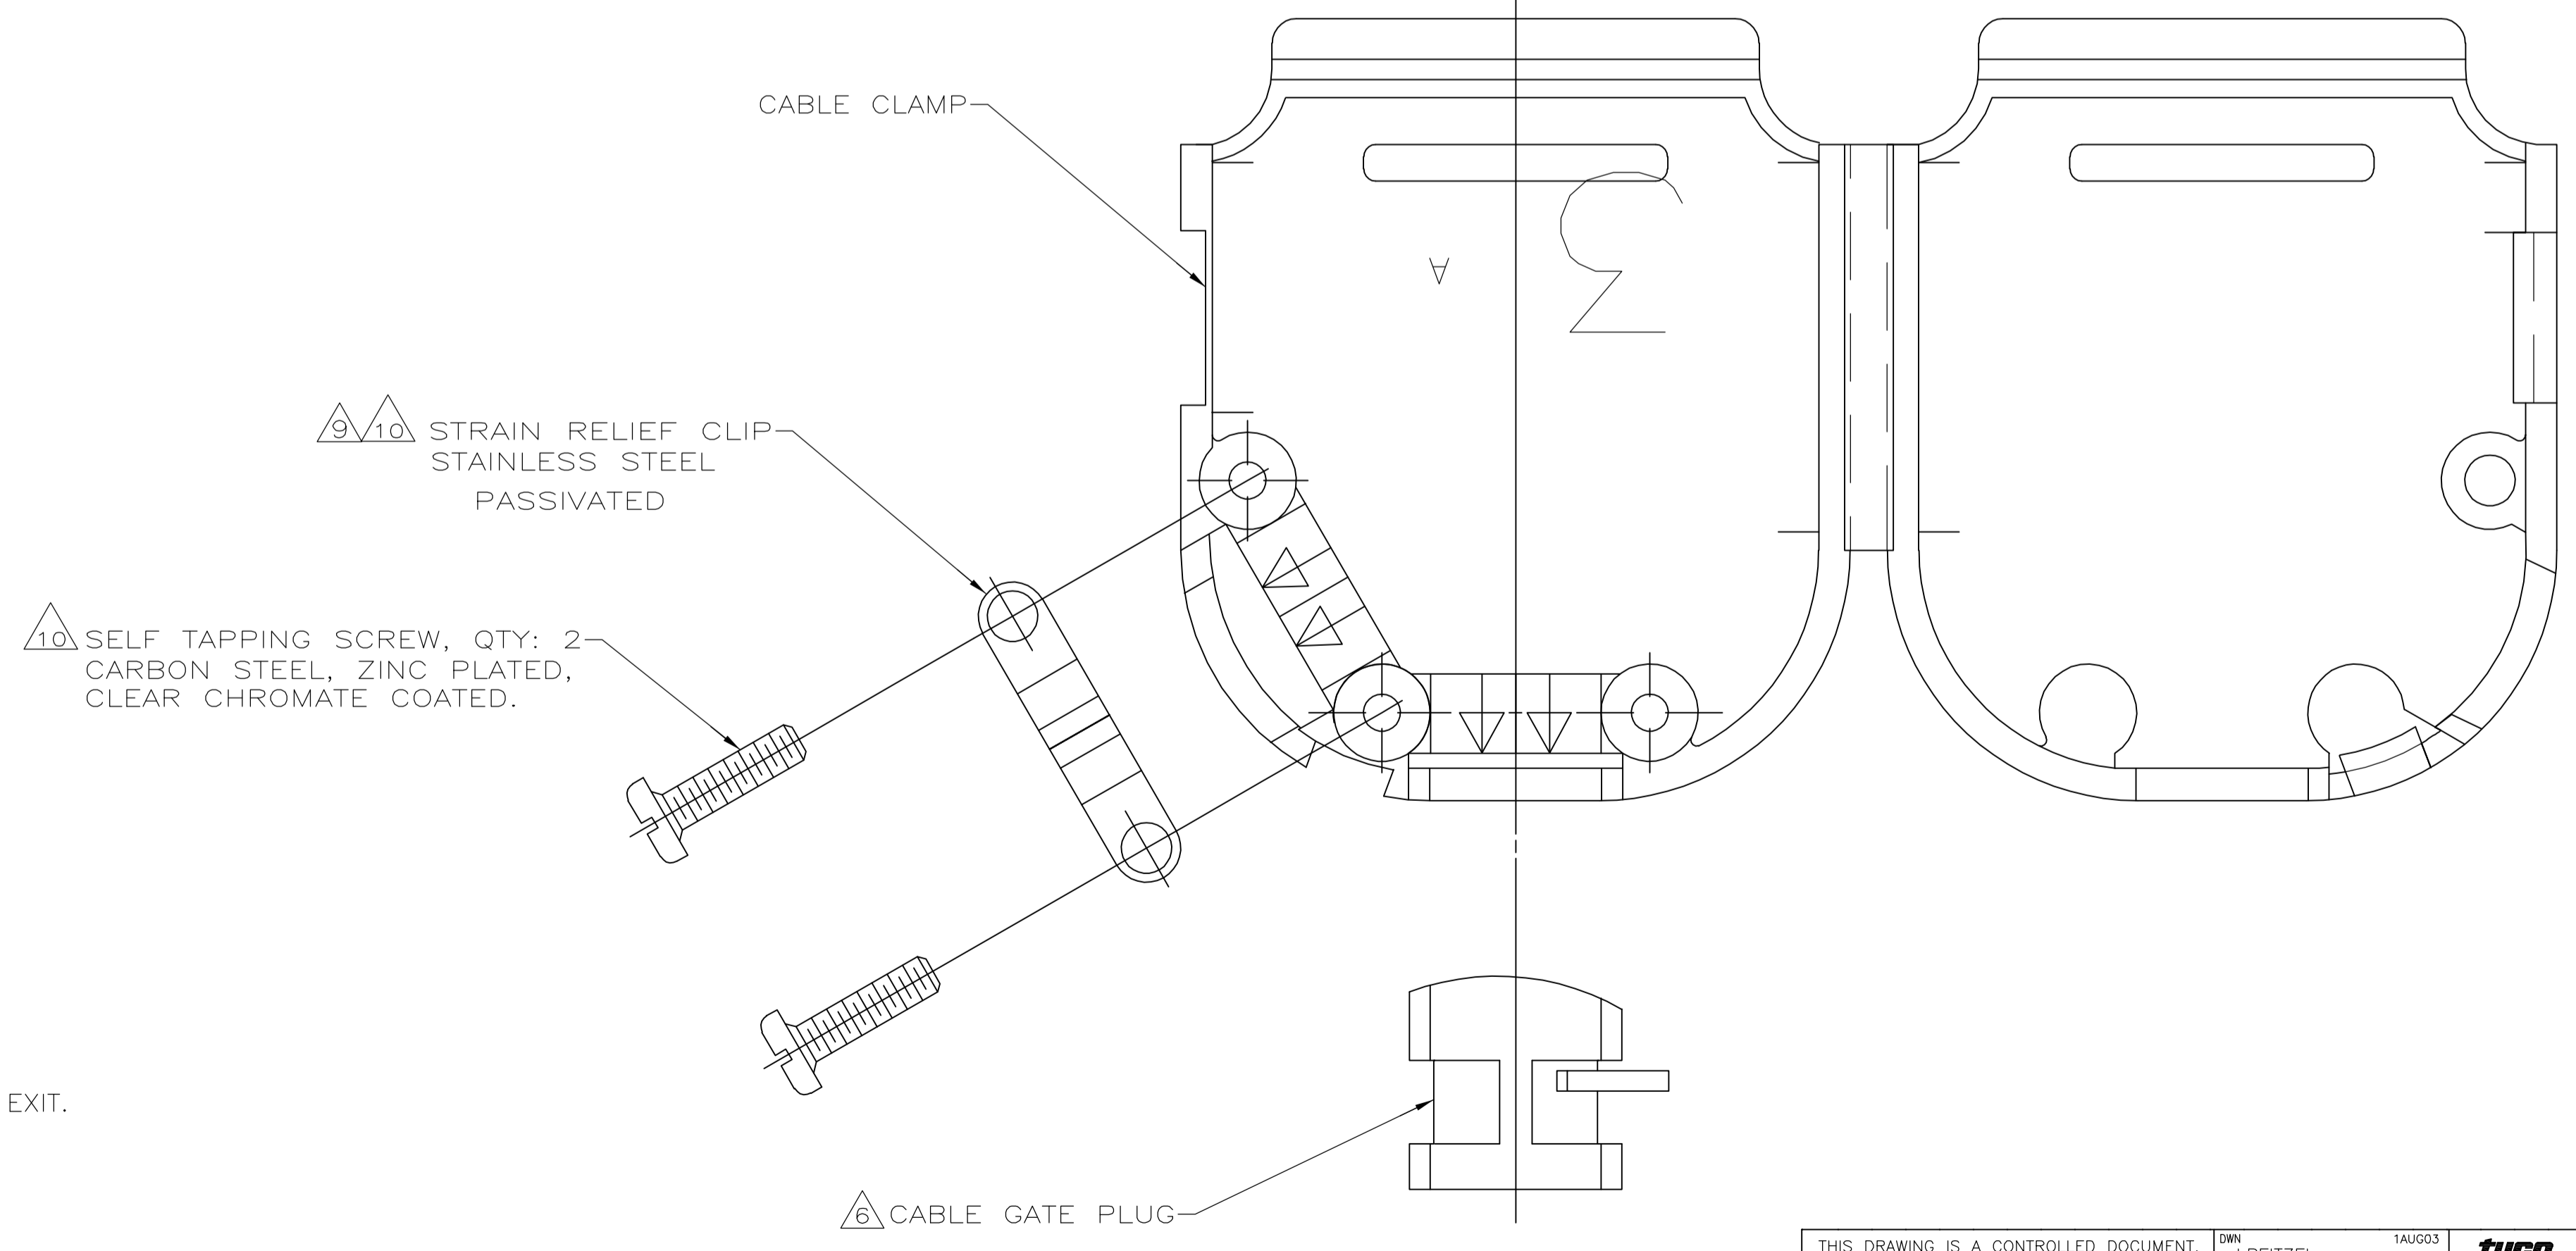 CABLE CLAMP
9 10 STRAIN RELIEF CLIP
STAINLESS STEEL
PASSIVATED
10 SELF TAPPING SCREW, QTY: 2
CARBON STEEL, ZINC PLATED,
CLEAR CHROMATE COATED.
A
EXIT.
6 CABLE GATE PLUG
THIS DRAWING IS A CONTROLLED DOCUMENT.
DWN 1AUG03
tyco